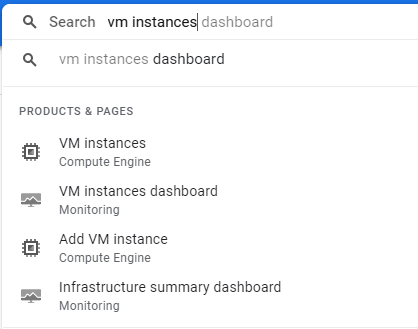 Search vm instances dashboard
vm instances dashboard
PRODUCTS & PAGES
VM instances
Compute Engine
VM instances dashboard
Monitoring
Add VM instance
Compute Engine
Infrastructure summary dashboard
Monitoring